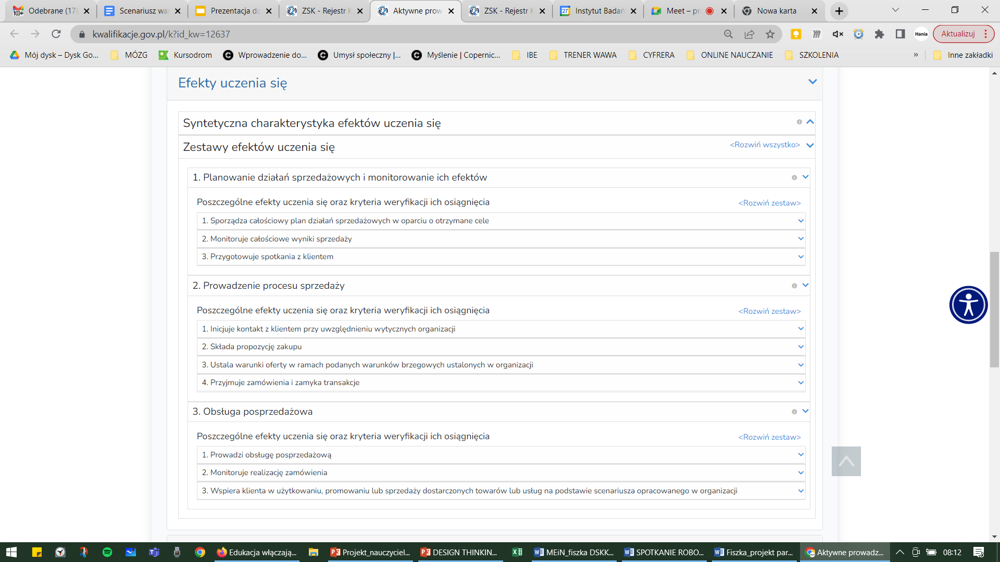 Odebrane (178
Scenariusz wa
Prezentacja do
ZSK - Rejestr K
Aktywne prow
ZSK - Rejestr K
27
Instytut Badań
Meet – pr
Nowa karta
kwalifikacje.gov.pl/k?id_kw=12637
Hania
Aktualizuj
Mój dysk – Dysk Go...
MÓZG
Kursodrom
Wprowadzenie do...
Umysł społeczny |...
Myślenie | Copernic...
IBE
TRENER WAWA
CYFRERA
ONLINE NAUCZANIE
SZKOLENIA
»
Inne zakładki
Efekty uczenia się
Syntetyczna charakterystyka efektów uczenia się
Zestawy efektów uczenia się
<Rozwiń wszystko>
1. Planowanie działań sprzedażowych i monitorowanie ich efektów
Poszczególne efekty uczenia się oraz kryteria weryfikacji ich osiągnięcia
<Rozwiń zestaw>
1. Sporządza całościowy plan działań sprzedażowych w oparciu o otrzymane cele
2. Monitoruje całościowe wyniki sprzedaży
3. Przygotowuje spotkania z klientem
2. Prowadzenie procesu sprzedaży
Poszczególne efekty uczenia się oraz kryteria weryfikacji ich osiągnięcia
<Rozwiń zestaw>
1. Inicjuje kontakt z klientem przy uwzględnieniu wytycznych organizacji
2. Składa propozycję zakupu
3. Ustala warunki oferty w ramach podanych warunków brzegowych ustalonych w organizacji
4. Przyjmuje zamówienia i zamyka transakcje
3. Obsługa posprzedażowa
Poszczególne efekty uczenia się oraz kryteria weryfikacji ich osiągnięcia
<Rozwiń zestaw>
1. Prowadzi obsługę posprzedażową
2. Monitoruje realizację zamówienia
3. Wspiera klienta w użytkowaniu, promowaniu lub sprzedaży dostarczonych towarów lub usług na podstawie scenariusza opracowanego w organizacji
Edukacja włączają...
Projekt_nauczyciel...
DESIGN THINKIN...
MEiN_fiszka DSKK...
SPOTKANIE ROBO...
Fiszka_projekt par...
Aktywne prowadz...
08:12